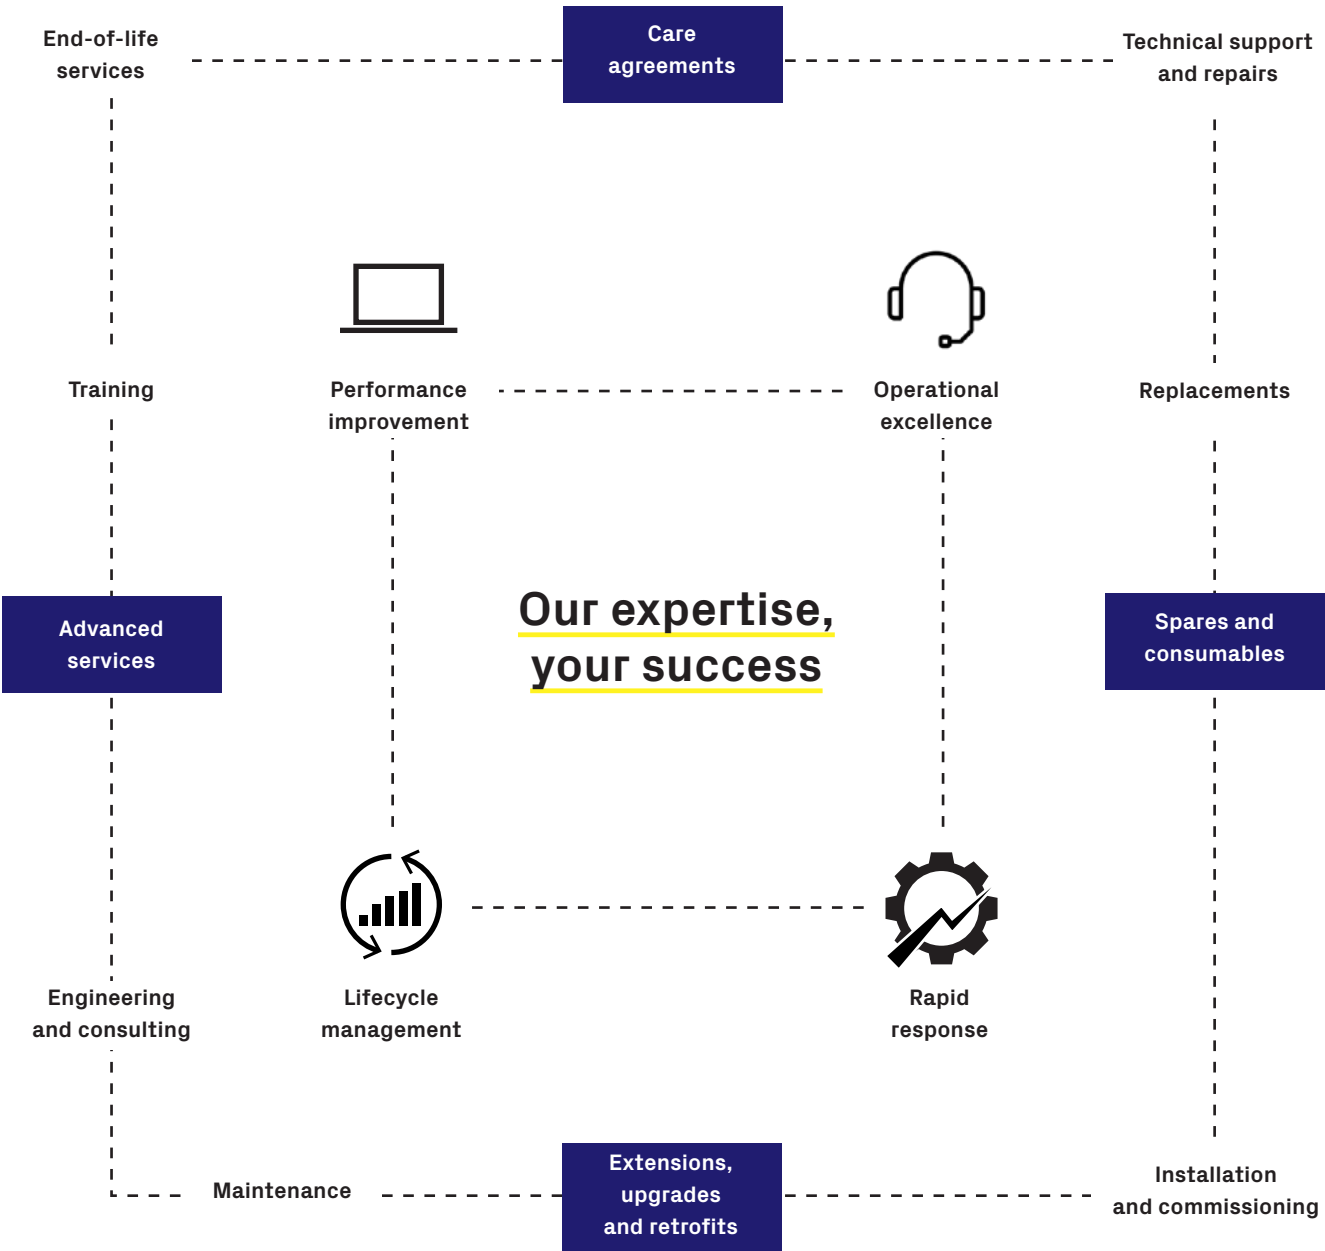 End-of-life
services
Care
agreements
Technical support
and repairs
Training
Performance
improvement
Operational
excellence
Replacements
Advanced
services
Our expertise,
your success
Spares and
consumables
Engineering
and consulting
Lifecycle
management
Rapid
response
Maintenance
Extensions,
upgrades
and retrofits
Installation
and commissioning